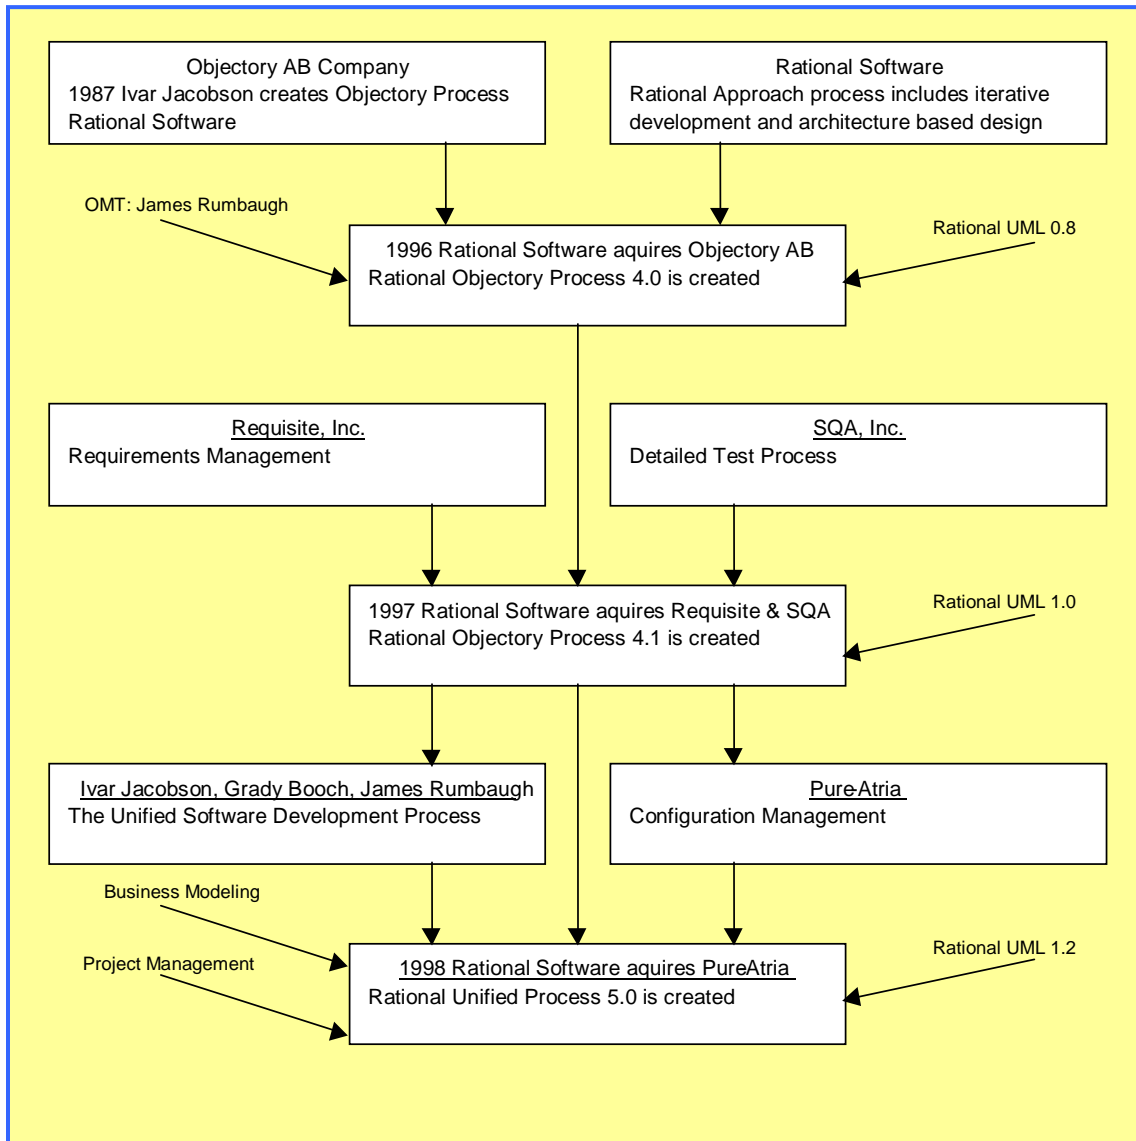 Objectory AB Company
1987 Ivar Jacobson creates Objectory Process
Rational Software
Rational Software
Rational Approach process includes iterative
development and architecture based design
OMT: James Rumbaugh
Rational UML 0.8
1996 Rational Software aquires Objectory AB
Rational Objectory Process 4.0 is created
Requisite, Inc.
Requirements Management
SQA, Inc.
Detailed Test Process
1997 Rational Software aquires Requisite & SQA
Rational Objectory Process 4.1 is created
Rational UML 1.0
Ivar Jacobson, Grady Booch, James Rumbaugh
The Unified Software Development Process
Pure-Atria
Configuration Management
Business Modeling
Project Management
Rational UML 1.2
1998 Rational Software aquires PureAtria
Rational Unified Process 5.0 is created